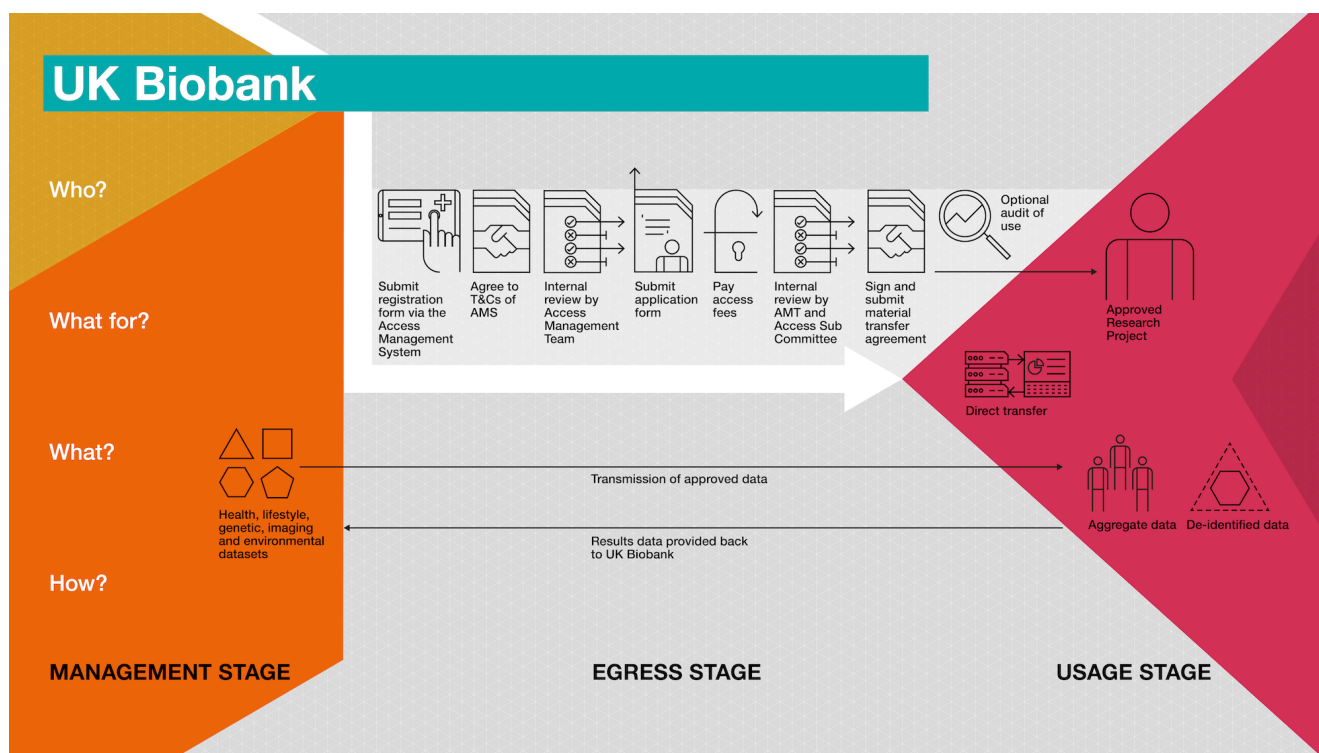 UK Biobank
Who?
What for?
What?
How?
Submit
registration
form via the
Access
Management
System
Agree to
T&Cs of
AMS
Internal
review by
Access
Management
Team
Submit
application
form
Pay
access
fees
Internal
review by
AMT and
Access Sub
Committee
Sign and
submit
material
transfer
agreement
Optional
audit of
use
Approved
Research
Project
Direct transfer
Health, lifestyle,
genetic, imaging
and environmental
datasets
Transmission of approved data
Results data provided back
to UK Biobank
Aggregate data
De-identified data
MANAGEMENT STAGE
EGRESS STAGE
USAGE STAGE